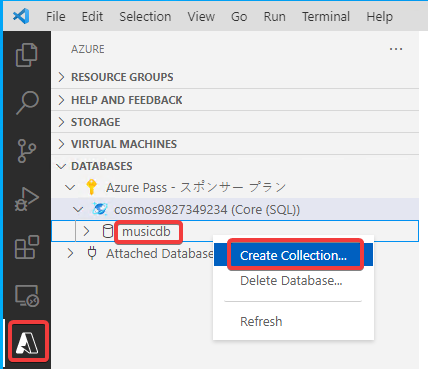 File Edit View Go Run Terminal Help
AZURE
RESOURCE GROUPS
HELP AND FEEDBACK
STORAGE
VIRTUAL MACHINES
DATABASES
Azure Pass - スポンサー プラン
cosmos9827349234 (Core (SQL))
musicdb
Create Collection...
Attached Database
Delete Database...
Refresh